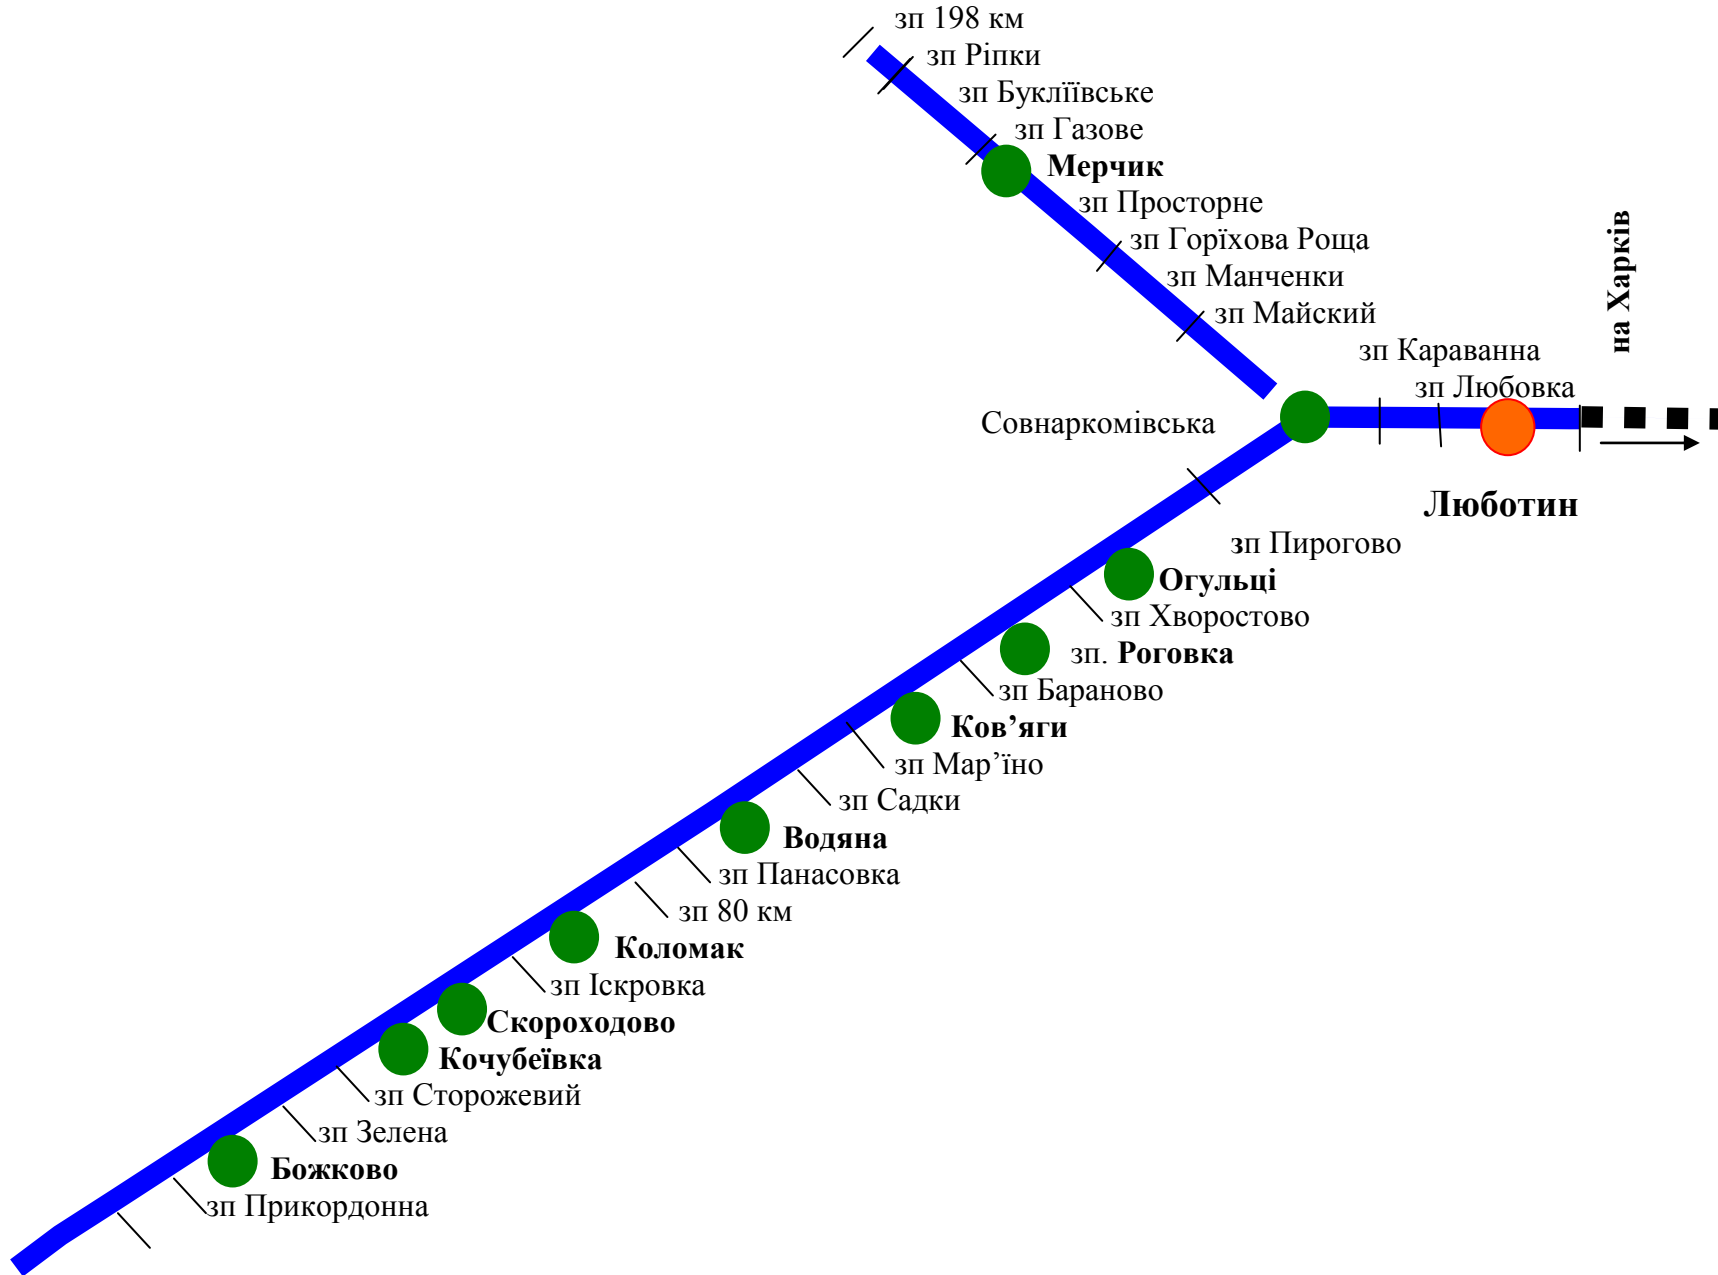 зп 198 км
зп Ріпки
зп Букліївське
зп Газове
Мерчик
зп Просторне
зп Горїхова Роща
зп Манченки
зп Майский
зп Караванна
зп Любовка
на Харків
Совнаркомівська
Люботин
зп Пирогово
Огульці
зп Хворостово
зп. Роговка
зп Бараново
Ков’яги
зп Мар’їно
зп Садки
Водяна
зп Панасовка
зп 80 км
Коломак
зп Іскровка
Скороходово
Кочубеївка
зп Сторожевий
зп Зелена
Божково
зп Прикордонна